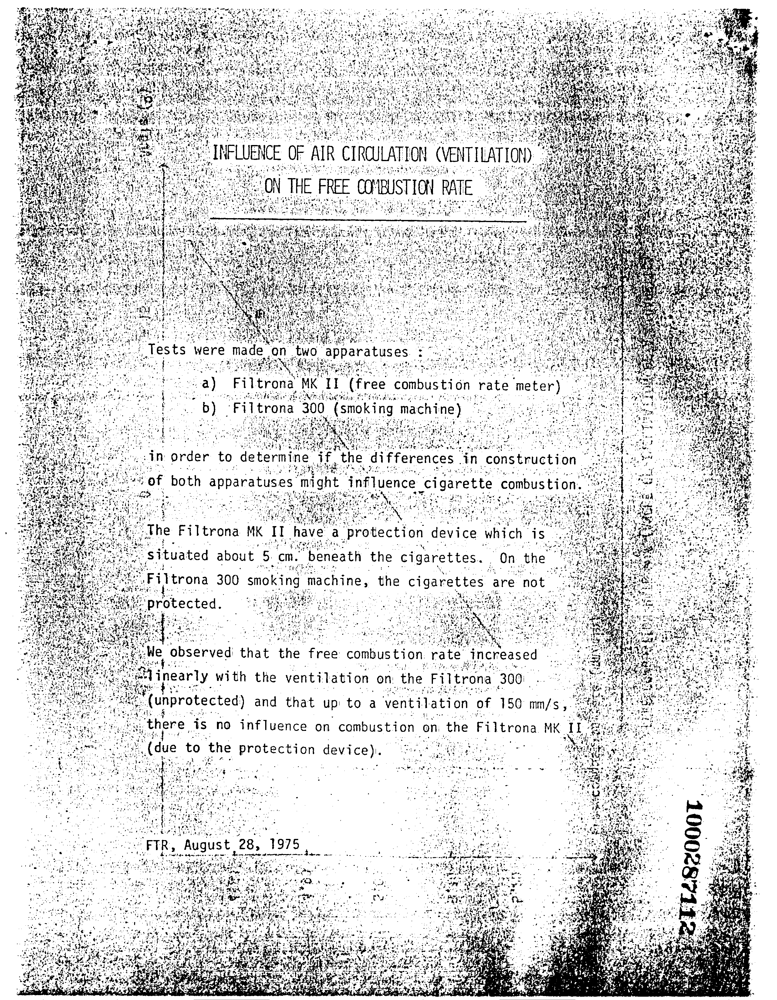 INFLUENCE OF AIR CIRCULATION (VENTILATION)
ON THE FREE COMBUSTION RATE
Tests were made on two apparatuses :
a) Filtrona MK II (free combustion rate meter)
b) Filtrona 300 (smoking machine)
in order to determine if the differences in construction
of both apparatuses might influence cigarette combustion.
The Filtrona MK II have a protection device which is
situated about 5 cm. beneath the cigarettes. On the
Filtrona 300 smoking machine, the cigarettes are not
protected.
We observed that the free combustion rate increased
linearly with the ventilation on the Filtrona 300
(unprotected) and that up to a ventilation of 150 mm/s,
there is no influence on combustion on the Filtrona MK II
(due to the protection device).
FTR, August 28, 1975
1000287112